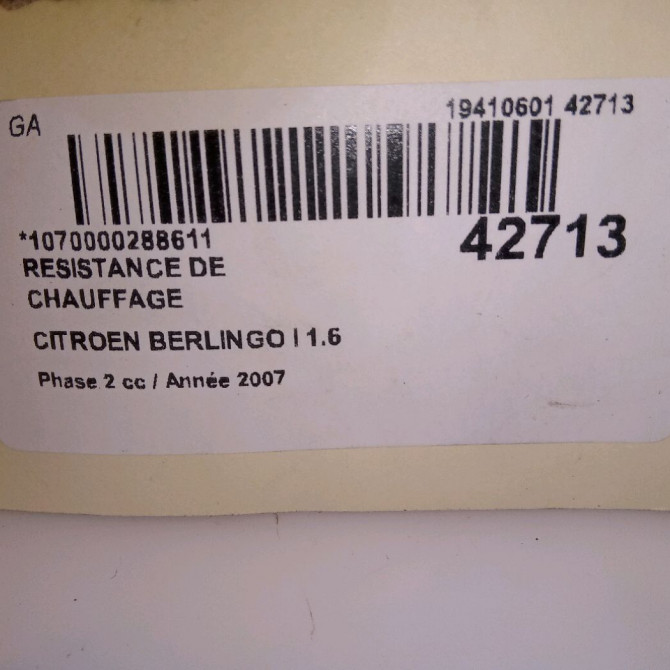 GA
19410601 42713
*1070000288611
42713
RESISTANCE DE
CHAUFFAGE
CITROEN BERLINGO I 1.6
Phase 2 cc / Année 2007